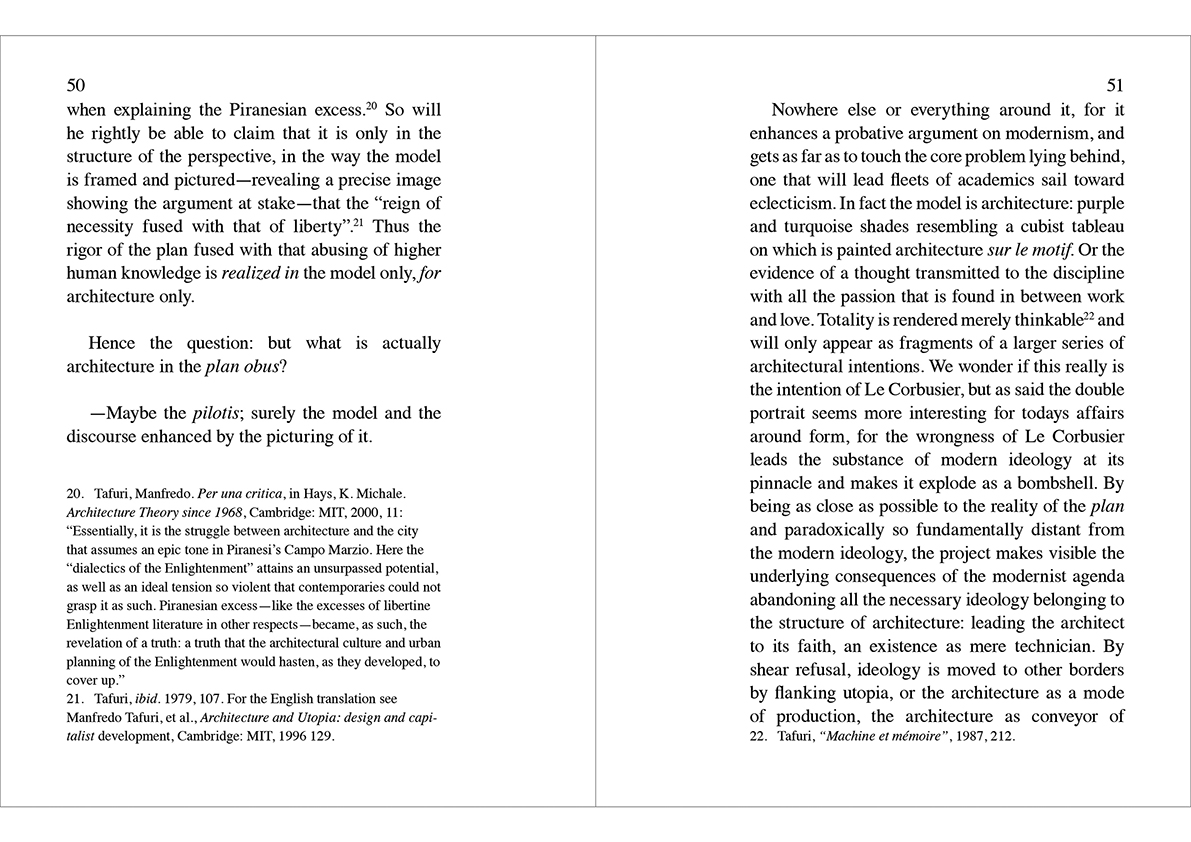 50
when explaining the Piranesian excess.20 So will
he rightly be able to claim that it is only in the
structure of the perspective, in the way the model
is framed and pictured—revealing a precise image
showing the argument at stake—that the “reign of
necessity fused with that of liberty”.21 Thus the
rigor of the plan fused with that abusing of higher
human knowledge is realized in the model only, for
architecture only.
Hence the question: but what is actually
architecture in the plan obus?
—Maybe the pilotis; surely the model and the
discourse enhanced by the picturing of it.
20. Tafuri, Manfredo. Per una critica, in Hays, K. Michale.
Architecture Theory since 1968, Cambridge: MIT, 2000, 11:
“Essentially, it is the struggle between architecture and the city
that assumes an epic tone in Piranesi’s Campo Marzio. Here the
“dialectics of the Enlightenment” attains an unsurpassed potential,
as well as an ideal tension so violent that contemporaries could not
grasp it as such. Piranesian excess—like the excesses of libertine
Enlightenment literature in other respects—became, as such, the
revelation of a truth: a truth that the architectural culture and urban
planning of the Enlightenment would hasten, as they developed, to
cover up.”
21. Tafuri, ibid. 1979, 107. For the English translation see
Manfredo Tafuri, et al., Architecture and Utopia: design and capi-
talist development, Cambridge: MIT, 1996 129.
51
Nowhere else or everything around it, for it
enhances a probative argument on modernism, and
gets as far as to touch the core problem lying behind,
one that will lead fleets of academics sail toward
eclecticism. In fact the model is architecture: purple
and turquoise shades resembling a cubist tableau
on which is painted architecture sur le motif. Or the
evidence of a thought transmitted to the discipline
with all the passion that is found in between work
and love. Totality is rendered merely thinkable22 and
will only appear as fragments of a larger series of
architectural intentions. We wonder if this really is
the intention of Le Corbusier, but as said the double
portrait seems more interesting for todays affairs
around form, for the wrongness of Le Corbusier
leads the substance of modern ideology at its
pinnacle and makes it explode as a bombshell. By
being as close as possible to the reality of the plan
and paradoxically so fundamentally distant from
the modern ideology, the project makes visible the
underlying consequences of the modernist agenda
abandoning all the necessary ideology belonging to
the structure of architecture: leading the architect
to its faith, an existence as mere technician. By
shear refusal, ideology is moved to other borders
by flanking utopia, or the architecture as a mode
of production, the architecture as conveyor of
22. Tafuri, “Machine et mémoire”, 1987, 212.